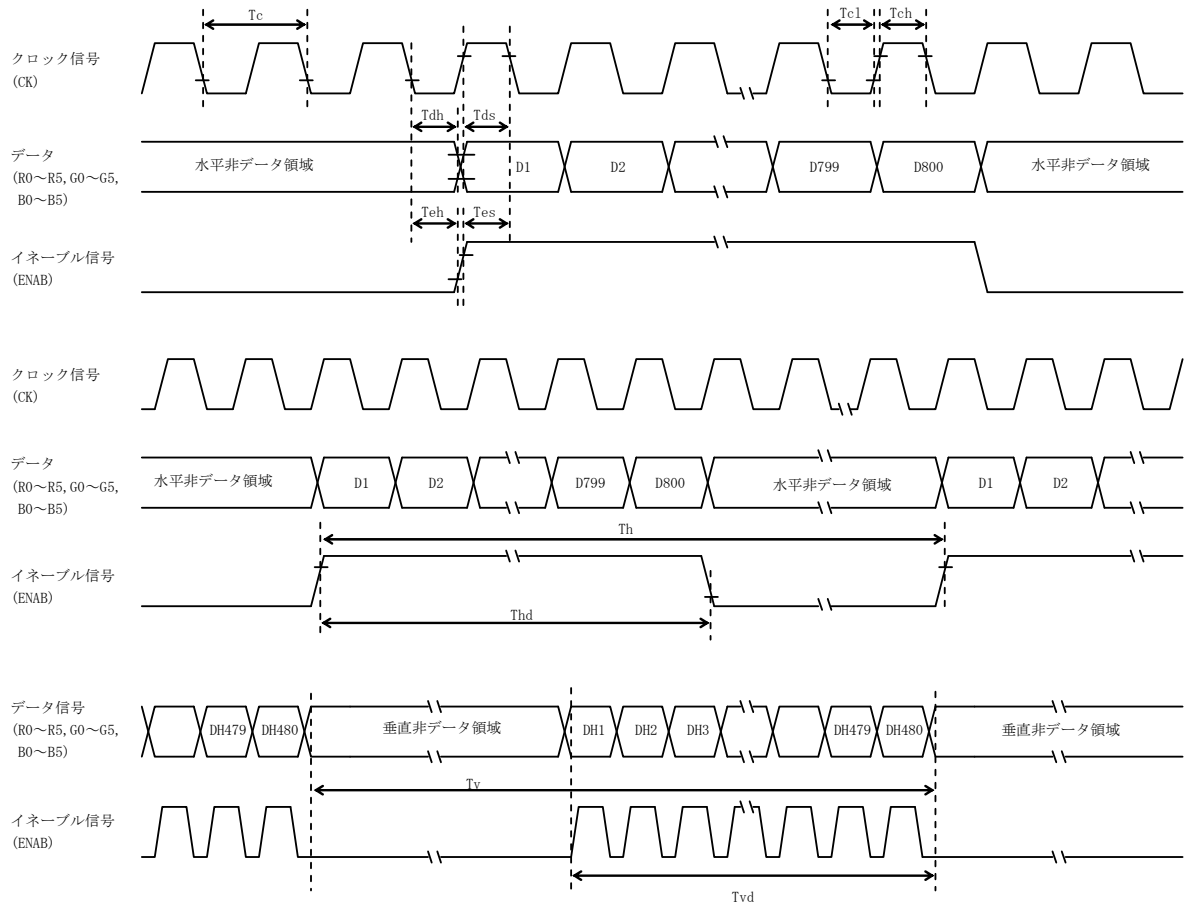 Tc
Tcl
Tch
クロック信号
(CK)
Tdh
Tds
データ
(R0～R5,G0～G5,
B0～B5)
水平非データ領域
D1
D2
D799
D800
水平非データ領域
Teh
Tes
イネーブル信号
(ENAB)
クロック信号
(CK)
データ
(R0～R5,G0～G5,
B0～B5)
水平非データ領域
D1
D2
D799
D800
水平非データ領域
D1
D2
Th
イネーブル信号
(ENAB)
Thd
データ信号
(R0～R5,G0～G5,
B0～B5)
DH479
DH480
垂直非データ領域
DH1
DH2
DH3
DH479
DH480
垂直非データ領域
Tv
イネーブル信号
(ENAB)
Tvd